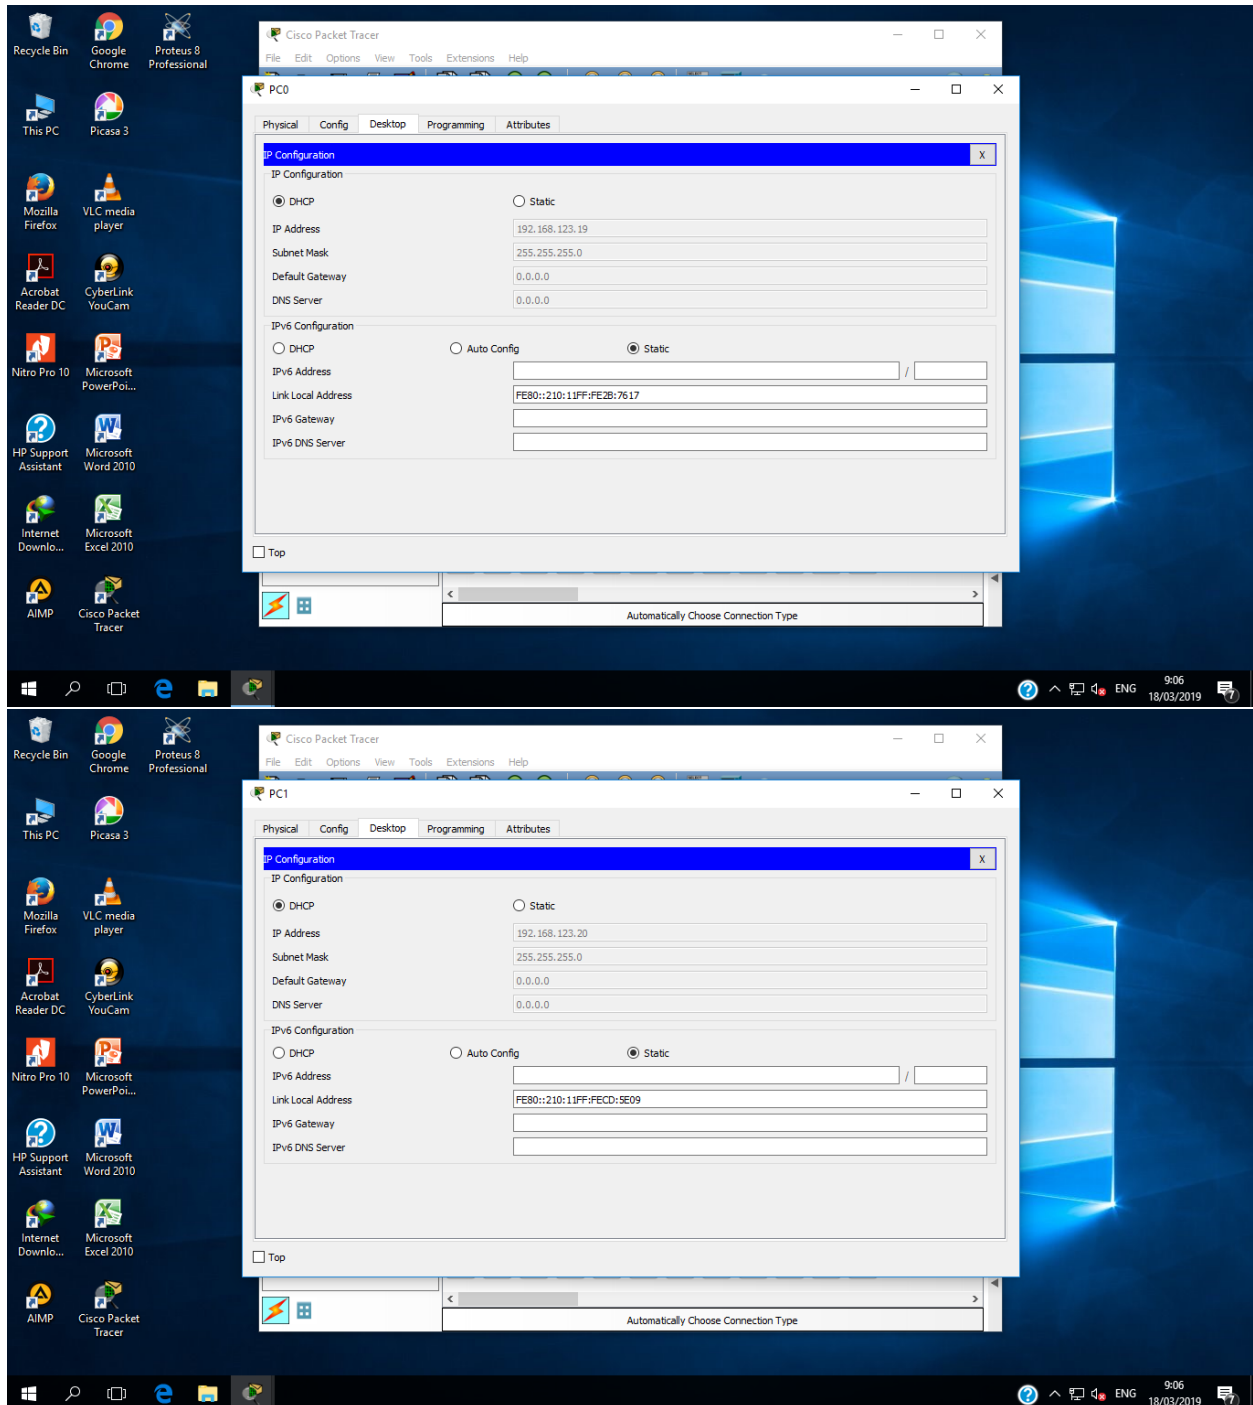 Recycle Bin
Google
Chrome
Proteus 8
Professional
This PC
Picasa 3
Mozilla
Firefox
VLC media
player
Acrobat
Reader DC
CyberLink
YouCam
Nitro Pro 10
Microsoft
PowerPoi...
HP Support
Assistant
Microsoft
Word 2010
Internet
Downlo...
Microsoft
Excel 2010
AIMP
Cisco Packet
Tracer
Cisco Packet Tracer
File Edit Options View Tools Extensions Help
PC0
Physical Config Desktop Programming Attributes
IP Configuration X
IP Configuration
DHCP Static
IP Address 192.168.123.19
Subnet Mask 255.255.255.0
Default Gateway 0.0.0.0
DNS Server 0.0.0.0
IPv6 Configuration
DHCP Auto Config Static
IPv6 Address /
Link Local Address FE80::210:11FF:FE2B:7617
IPv6 Gateway
IPv6 DNS Server
Top
Automatically Choose Connection Type
ENG
9:06
18/03/2019
7
Recycle Bin
Google
Chrome
Proteus 8
Professional
This PC
Picasa 3
Mozilla
Firefox
VLC media
player
Acrobat
Reader DC
CyberLink
YouCam
Nitro Pro 10
Microsoft
PowerPoi...
HP Support
Assistant
Microsoft
Word 2010
Internet
Downlo...
Microsoft
Excel 2010
AIMP
Cisco Packet
Tracer
Cisco Packet Tracer
File Edit Options View Tools Extensions Help
PC1
Physical Config Desktop Programming Attributes
IP Configuration X
IP Configuration
DHCP Static
IP Address 192.168.123.20
Subnet Mask 255.255.255.0
Default Gateway 0.0.0.0
DNS Server 0.0.0.0
IPv6 Configuration
DHCP Auto Config Static
IPv6 Address /
Link Local Address FE80::210:11FF:FECD:5E09
IPv6 Gateway
IPv6 DNS Server
Top
Automatically Choose Connection Type
ENG
9:06
18/03/2019
7